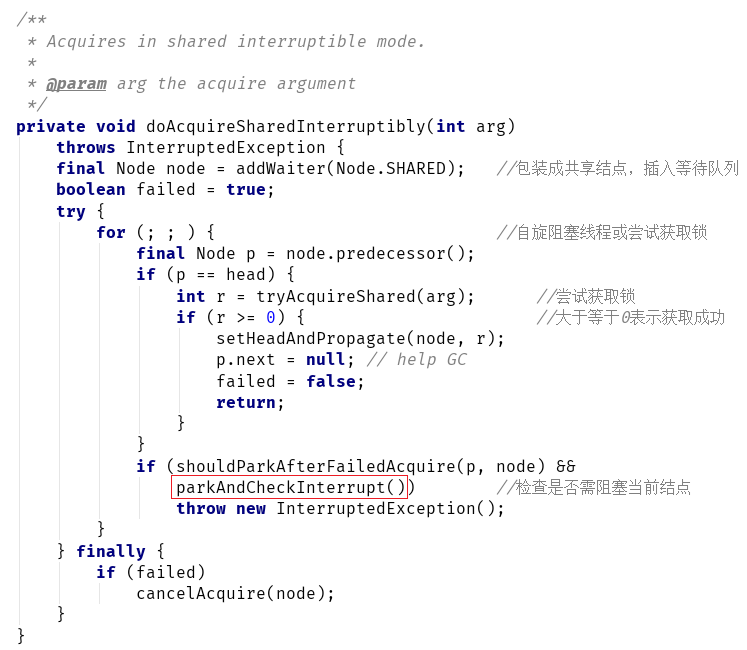 /**
 * Acquires in shared interruptible mode.
 *
 * @param arg the acquire argument
 */
private void doAcquireSharedInterruptibly(int arg)
    throws InterruptedException {
    final Node node = addWaiter(Node.SHARED);   //包装成共享结点，插入等待队列
    boolean failed = true;
    try {
        for (; ; ) {                            //自旋阻塞线程或尝试获取锁
            final Node p = node.predecessor();
            if (p == head) {
                int r = tryAcquireShared(arg);      //尝试获取锁
                if (r >= 0) {                       //大于等于0表示获取成功
                    setHeadAndPropagate(node, r);
                    p.next = null; // help GC
                    failed = false;
                    return;
                }
            }
            if (shouldParkAfterFailedAcquire(p, node) &&
                parkAndCheckInterrupt())        //检查是否需阻塞当前结点
                throw new InterruptedException();
        }
    } finally {
        if (failed)
            cancelAcquire(node);
    }
}